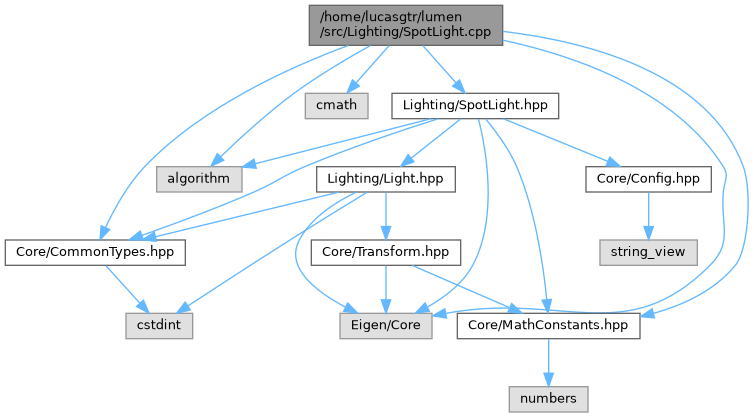 /home/lucasgtr/lumen
/src/Lighting/SpotLight.cpp
cmath
Lighting/SpotLight.hpp
algorithm
Lighting/Light.hpp
Core/Config.hpp
Core/CommonTypes.hpp
Core/Transform.hpp
string_view
cstdint
Eigen/Core
Core/MathConstants.hpp
numbers